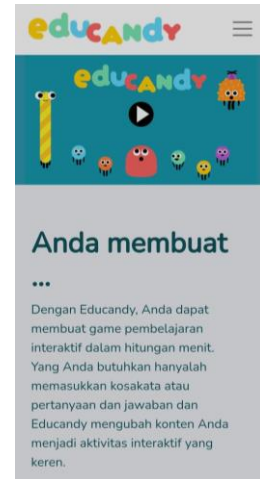 educandy
educandy
Anda membuat
...
Dengan Educandy, Anda dapat
membuat game pembelajaran
interaktif dalam hitungan menit.
Yang Anda butuhkan hanyalah
memasukkan kosakata atau
pertanyaan dan jawaban dan
Educandy mengubah konten Anda
menjadi aktivitas interaktif yang
keren.